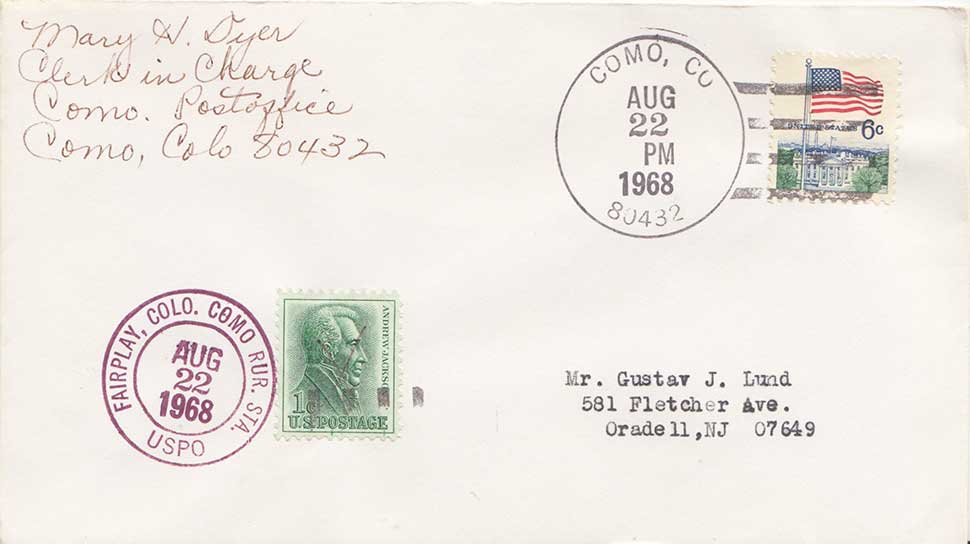 Mary H. Dyer
Clerk in Charge
Como. Postoffice
Como, Colo 80432
COMO, CO
AUG
22
PM
1968
80432
UNITED STATES 6c
FAIRPLAY, COLO. COMO RUR. STA.
AUG
22
1968
USPO
ANDREW JACKS
1c
U.S. POSTAGE
Mr. Gustav J. Lund
581 Fletcher Ave.
Oradell,NJ 07649